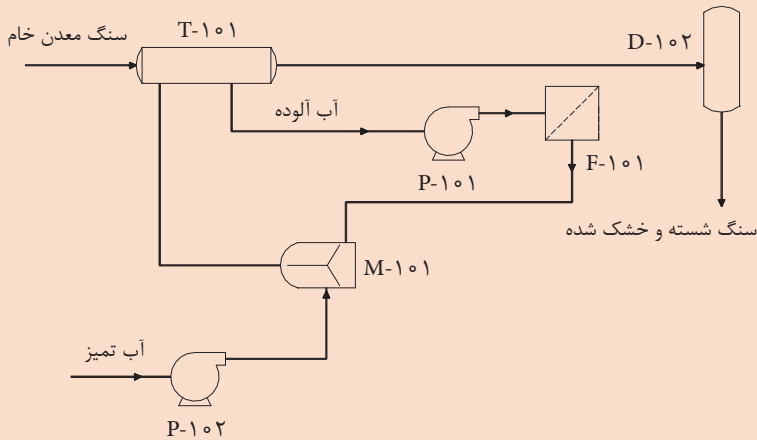 سنگ معدن خام
T-۱۰۱
D-۱۰۲
آب آلوده
P-۱۰۱
F-۱۰۱
سنگ شسته و خشک شده
M-۱۰۱
آب تمیز
P-۱۰۲